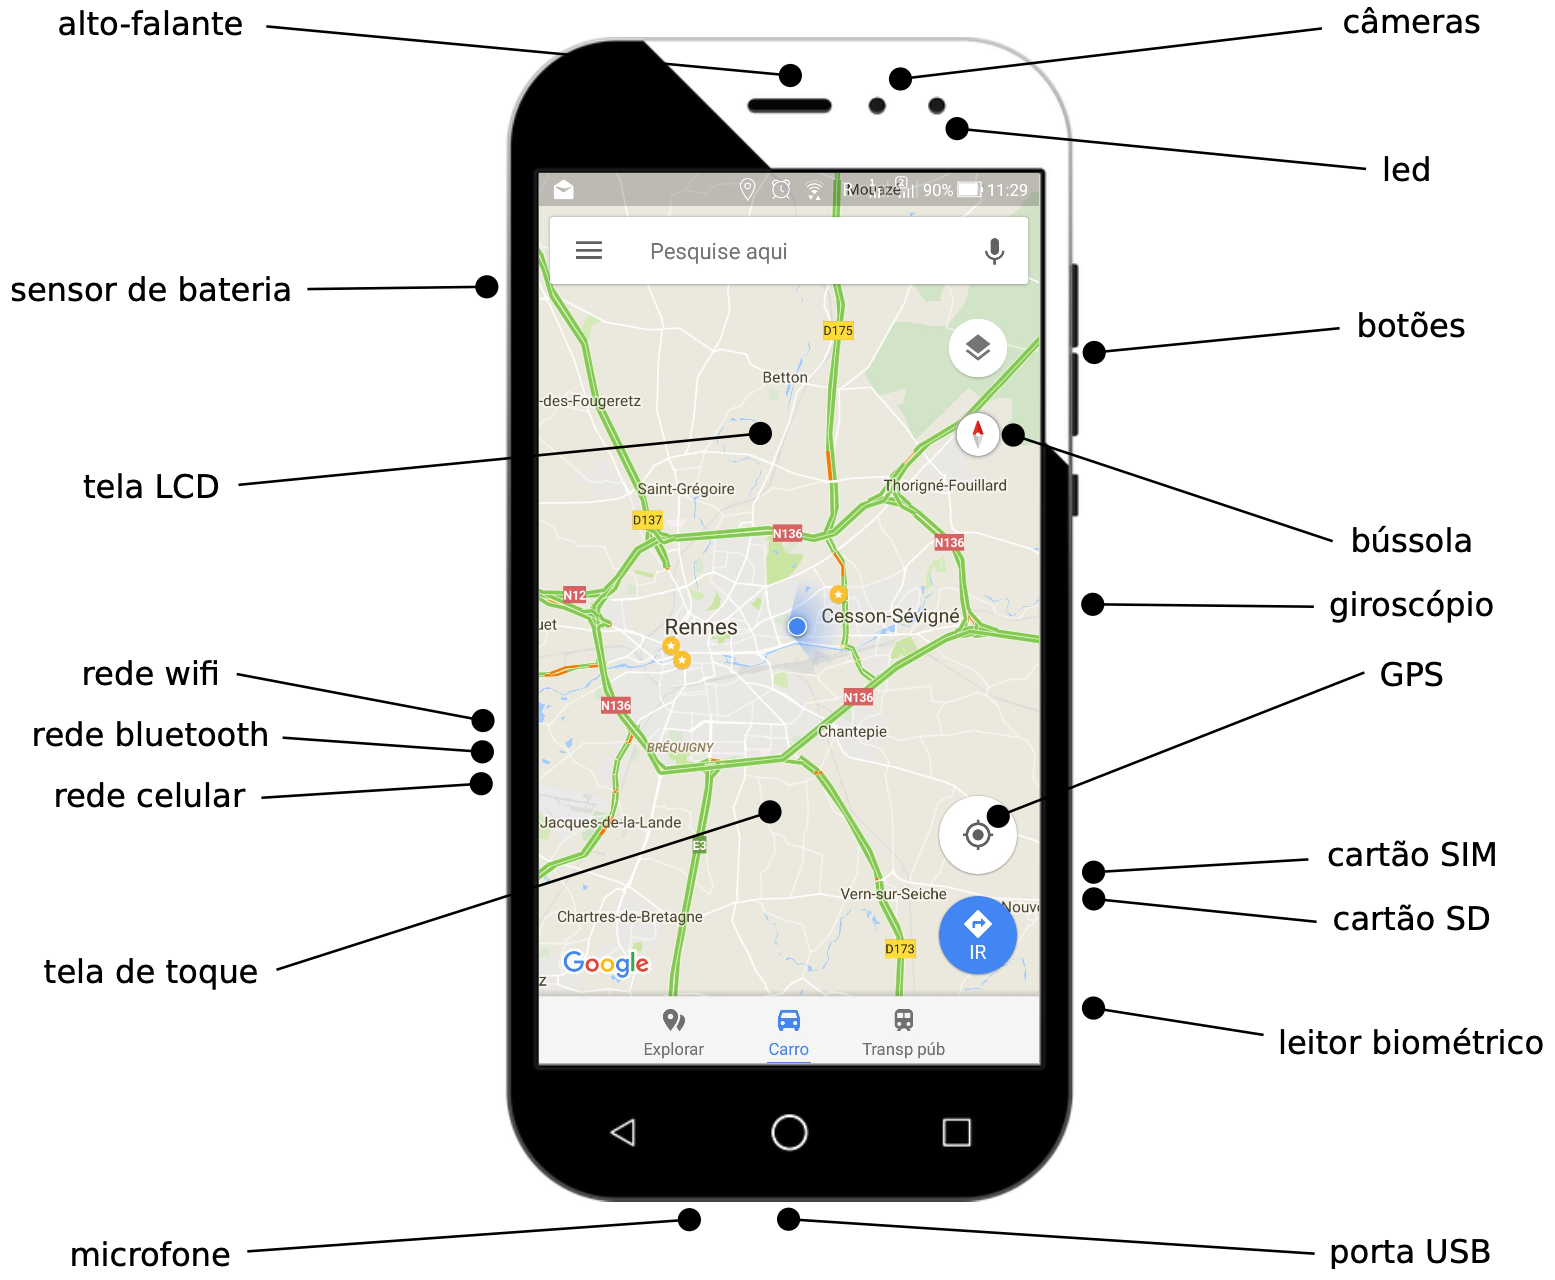 alto-falante
câmeras
led
Mouaze
R
1
2
90%
11:29
Pesquise aqui
sensor de bateria
D175
botões
Betton
-des-Fougeretz
tela LCD
Saint-Grégoire
Thorigné-Fouillard
D137
N136
N136
bússola
N12
giroscópio
Cesson-Sévigné
uet
Rennes
rede wifi
GPS
N136
N136
rede bluetooth
Chantepie
BRÉQUIGNY
rede celular
Jacques-de-la-Lande
E3
cartão SIM
Vern-sur-Seiche
Nouv
cartão SD
Chartres-de-Bretagne
D173
IR
Google
tela de toque
z
Explorar
Carro
Transp púb
leitor biométrico
microfone
porta USB